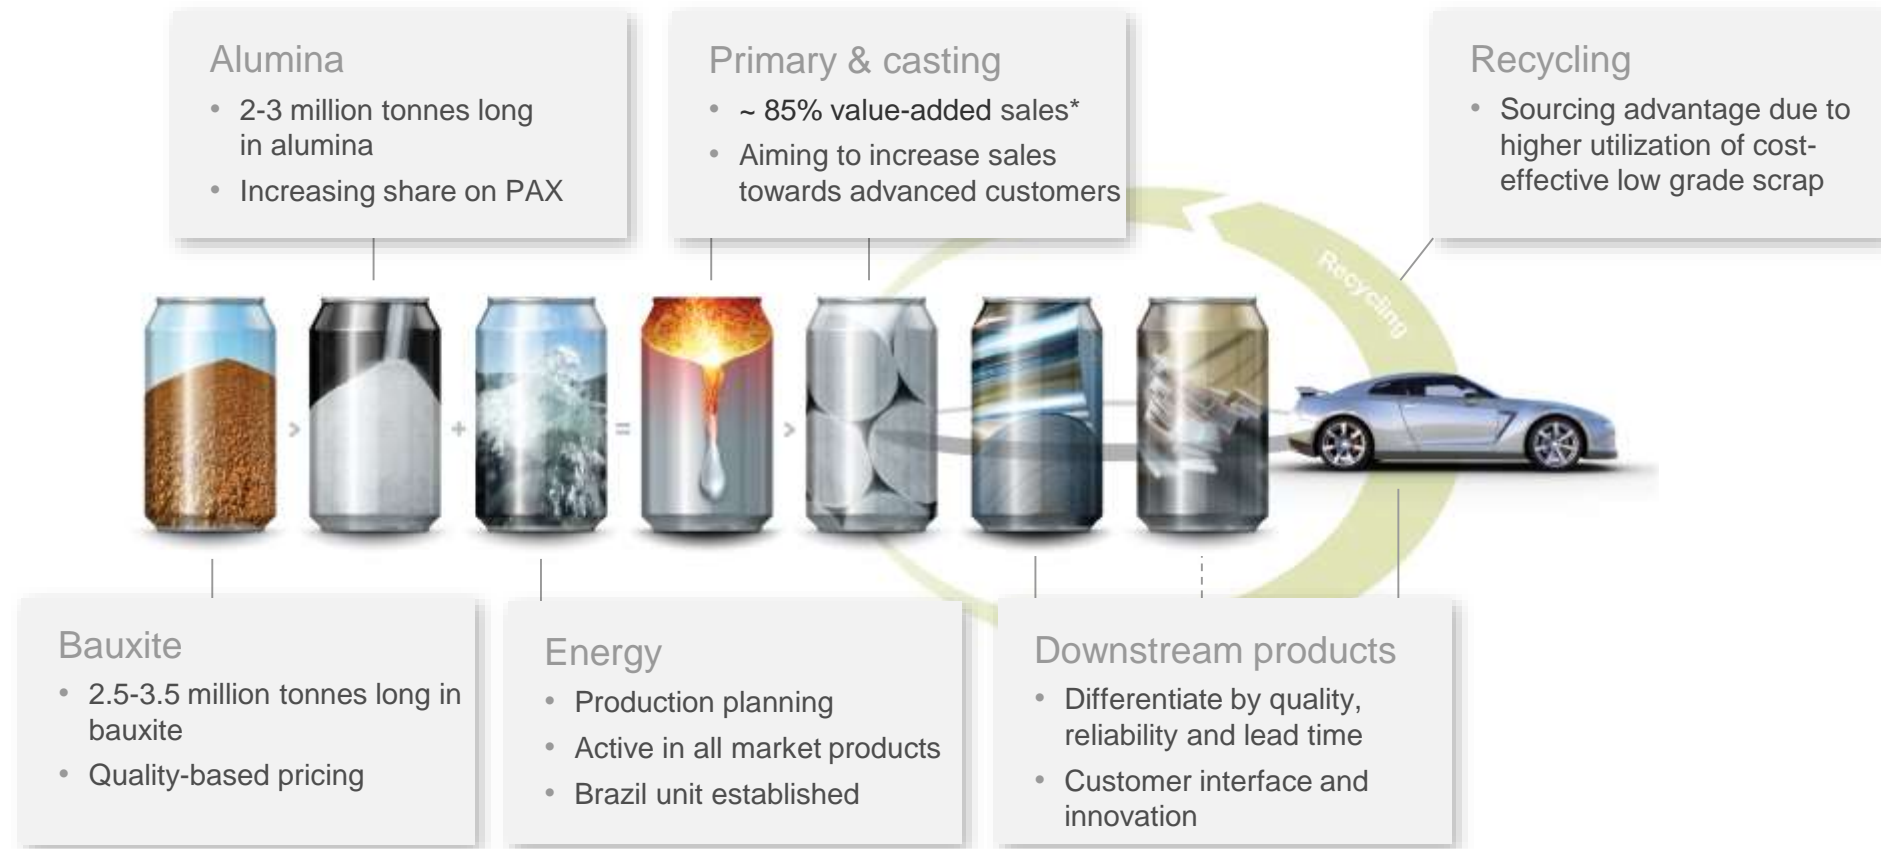 Alumina
• 2-3 million tonnes long
in alumina
• Increasing share on PAX
Primary & casting
• ~ 85% value-added sales*
• Aiming to increase sales
towards advanced customers
Recycling
• Sourcing advantage due to
higher utilization of cost-
effective low grade scrap
Recycling
>
+
=
>
Bauxite
• 2.5-3.5 million tonnes long in
bauxite
• Quality-based pricing
Energy
• Production planning
• Active in all market products
• Brazil unit established
Downstream products
• Differentiate by quality,
reliability and lead time
• Customer interface and
innovation